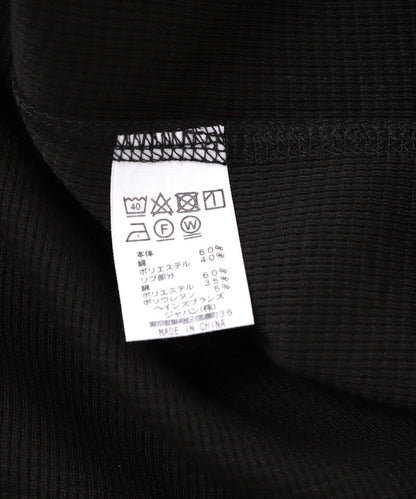 40
F W
本体
綿 60%
ポリエステル 40%
リブ部分
綿 60%
ポリエステル 35%
ポリウレタン 5%
ヘインズブランズ
ジャパン(株)
035
MADE IN CHINA